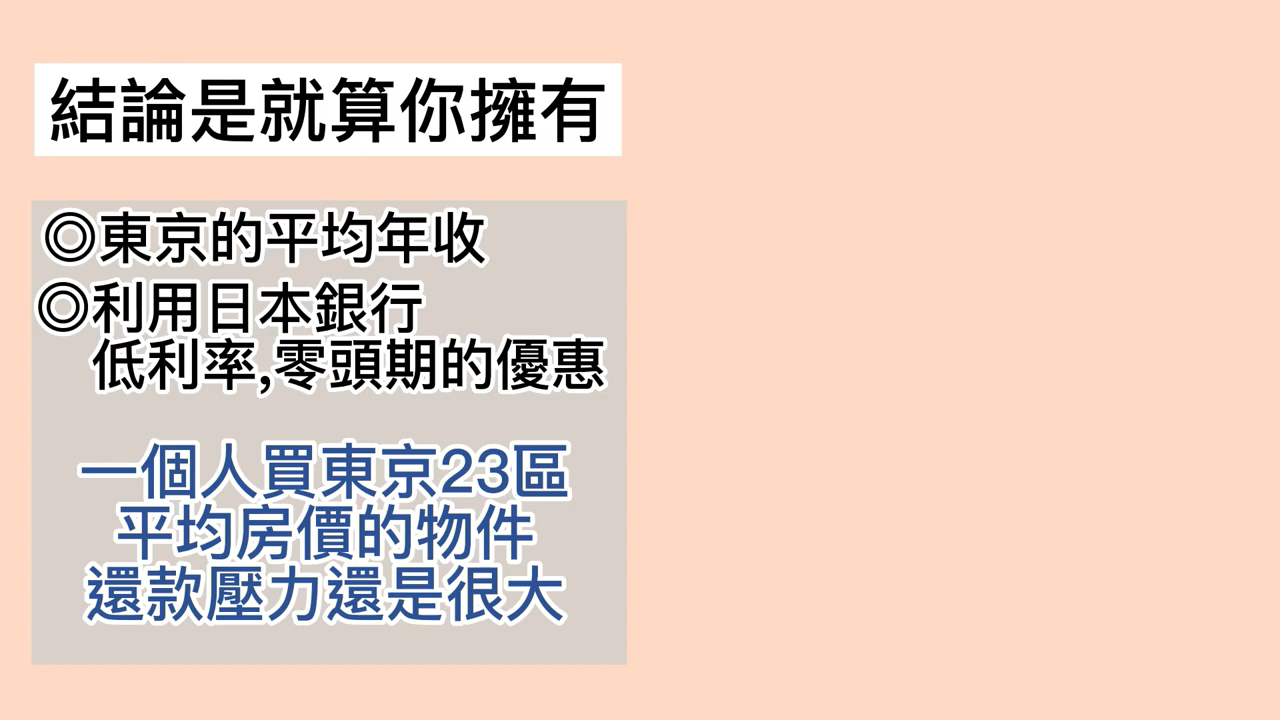 結論是就算你擁有
◎東京的平均年收
◎利用日本銀行
低利率,零頭期的優惠
一個人買東京23區
平均房價的物件
還款壓力還是很大